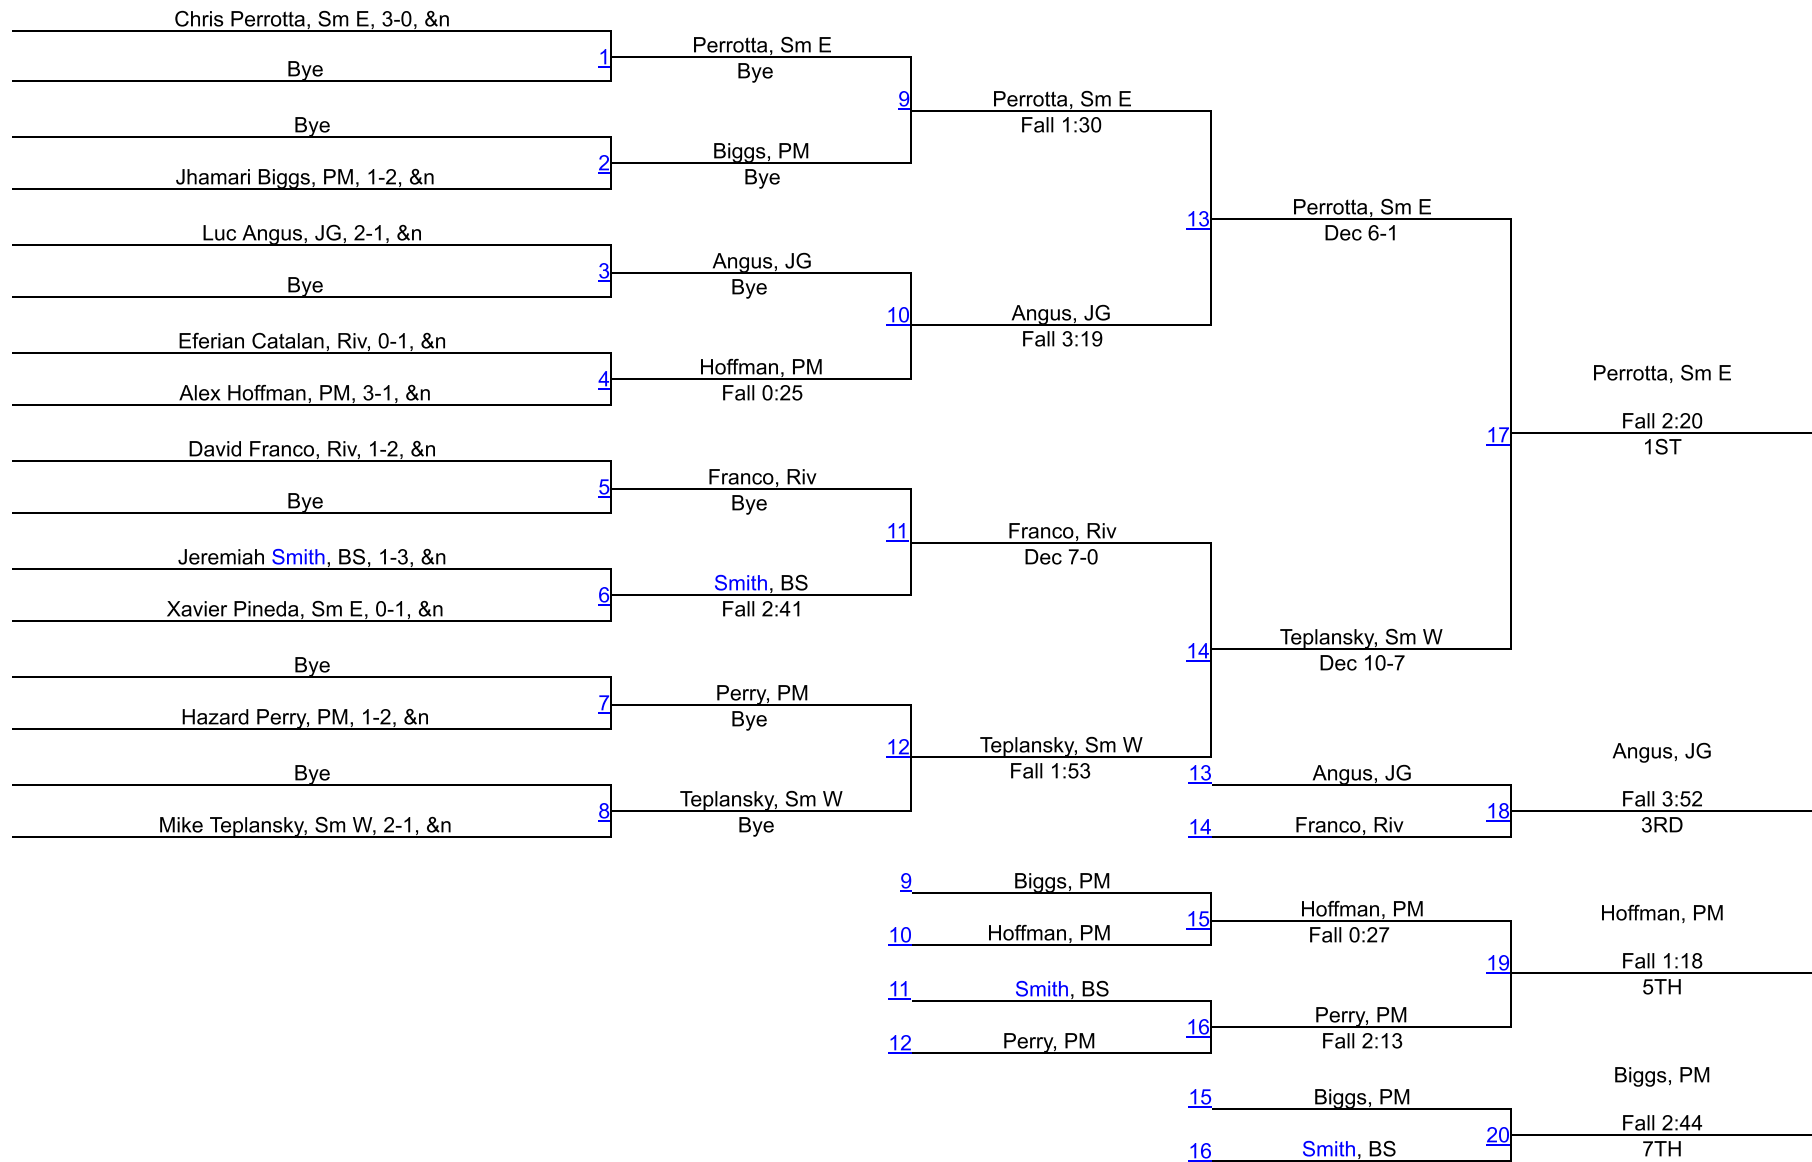 Chris Perrotta, Sm E, 3-0, &n
1
Bye
Bye
2
Jhamari Biggs, PM, 1-2, &n
Luc Angus, JG, 2-1, &n
3
Bye
Eferian Catalan, Riv, 0-1, &n
4
Alex Hoffman, PM, 3-1, &n
David Franco, Riv, 1-2, &n
5
Bye
Jeremiah Smith, BS, 1-3, &n
6
Xavier Pineda, Sm E, 0-1, &n
Bye
7
Hazard Perry, PM, 1-2, &n
Bye
8
Mike Teplansky, Sm W, 2-1, &n
Perrotta, Sm E
Bye
9
Biggs, PM
Bye
Angus, JG
Bye
10
Hoffman, PM
Fall 0:25
Franco, Riv
Bye
11
Smith, BS
Fall 2:41
Perry, PM
Bye
12
Teplansky, Sm W
Bye
Perrotta, Sm E
Fall 1:30
13
Angus, JG
Fall 3:19
Franco, Riv
Dec 7-0
14
Teplansky, Sm W
Fall 1:53
Perrotta, Sm E
Dec 6-1
17
Teplansky, Sm W
Dec 10-7
Perrotta, Sm E
Fall 2:20
1ST
13
Angus, JG
18
14
Franco, Riv
Angus, JG
Fall 3:52
3RD
9
Biggs, PM
15
10
Hoffman, PM
11
Smith, BS
16
12
Perry, PM
Hoffman, PM
Fall 0:27
19
Perry, PM
Fall 2:13
Hoffman, PM
Fall 1:18
5TH
15
Biggs, PM
20
16
Smith, BS
Biggs, PM
Fall 2:44
7TH